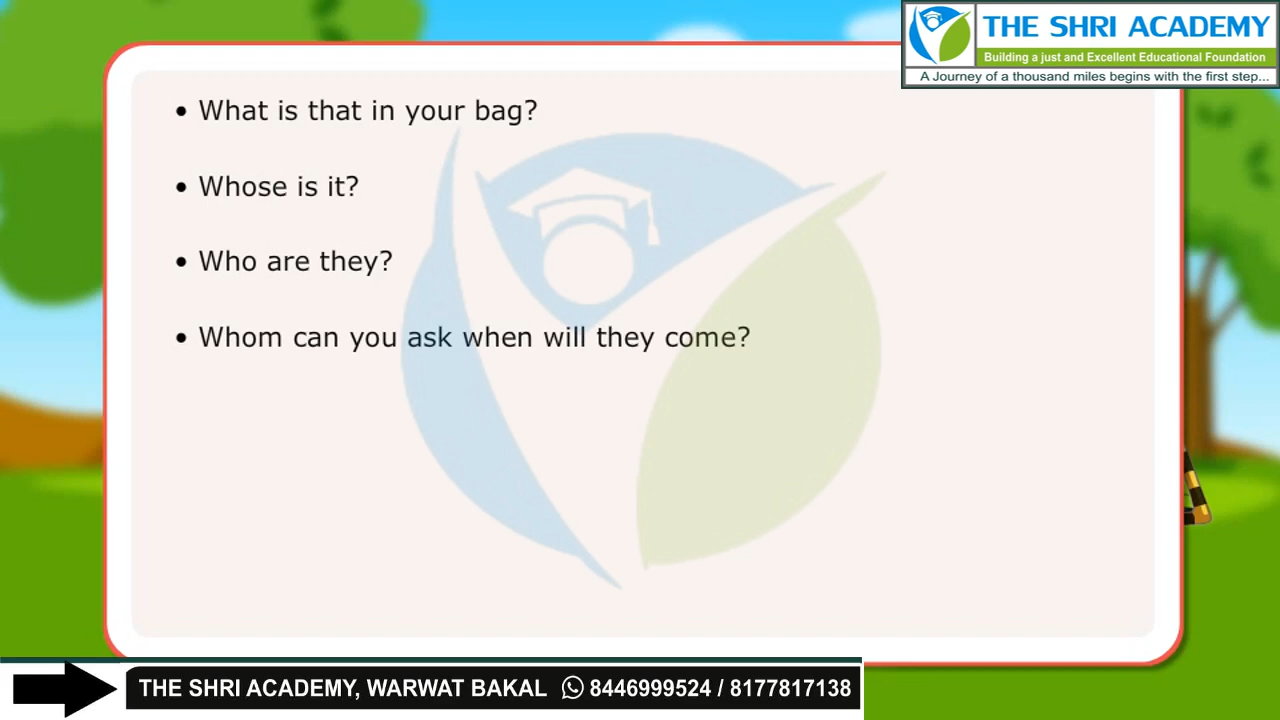 THE SHRI ACADEMY
Building a just and Excellent Educational Foundation
A Journey of a thousand miles begins with the first step...
• What is that in your bag?
• Whose is it?
• Who are they?
• Whom can you ask when will they come?
THE SHRI ACADEMY, WARWAT BAKAL 8446999524 / 8177817138